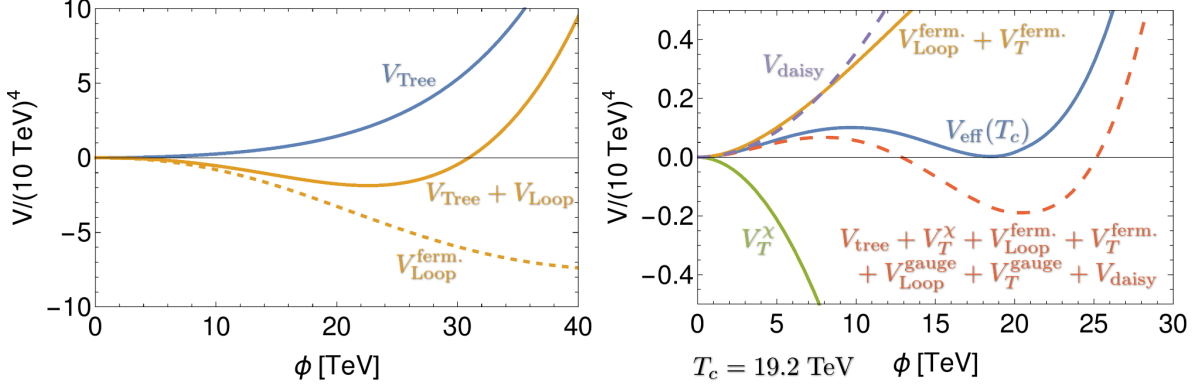 10
5
0
−5
−10
V/(10 TeV)⁴
V_Tree
V_Tree + V_Loop
V_Loop^ferm.
0 10 20 30 40
ϕ [TeV]
0.4
0.2
0.0
−0.2
−0.4
V/(10 TeV)⁴
V_Loop^ferm. + V_T^ferm.
V_daisy
V_eff(T_c)
V_T^χ
V_tree + V_T^χ + V_Loop^ferm. + V_T^ferm.
+ V_Loop^gauge + V_T^gauge + V_daisy
0 5 10 15 20 25 30
T_c = 19.2 TeV
ϕ [TeV]